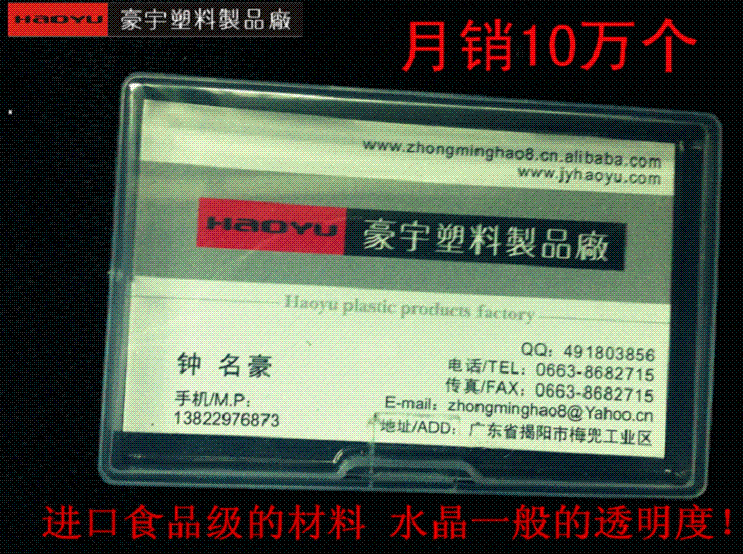 HAOYU 豪宇塑料製品廠
月销10万个
www.zhongminghao8.cn.alibaba.com
www.jyhaoyu.com
HAOYU 豪宇塑料製品廠
Haoyu plastic products factory
钟 名豪
手机/M.P:
13822976873
QQ: 491803856
电话/TEL: 0663-8682715
传真/FAX: 0663-8682715
E-mail: zhongminghao8@Yahoo.cn
地址/ADD: 广东省揭阳市梅兜工业区
进口食品级的材料 水晶一般的透明度!